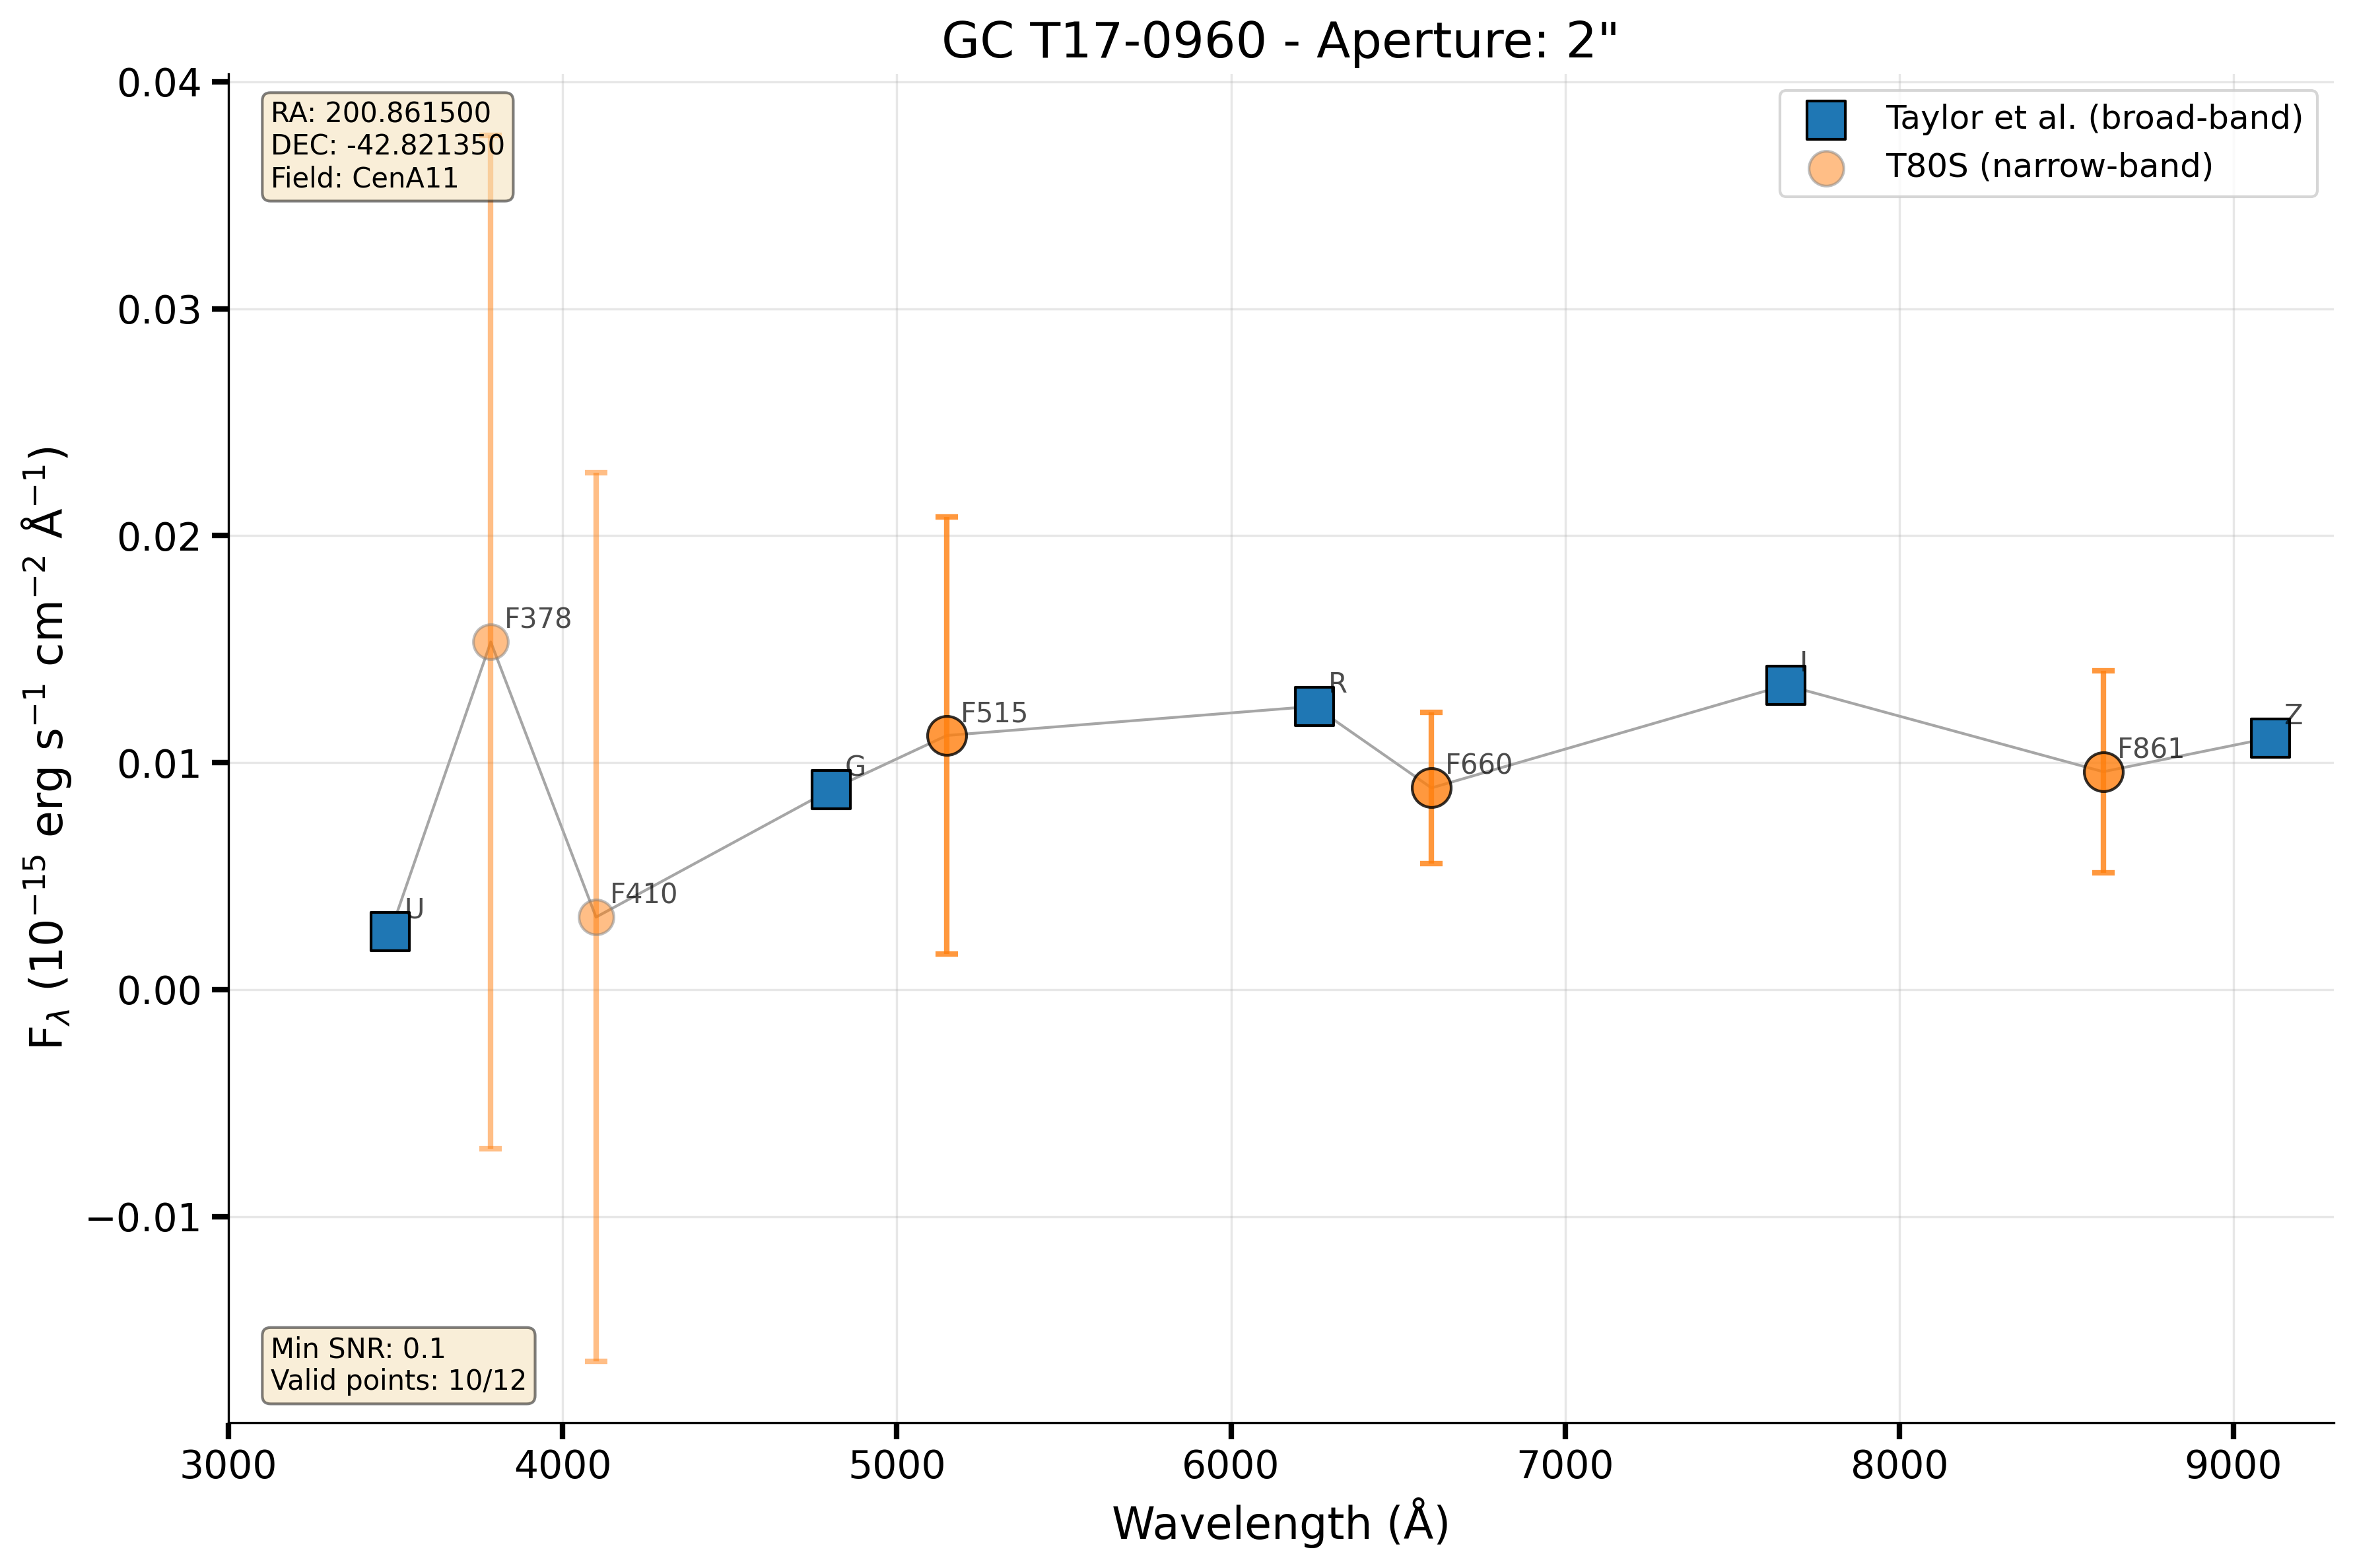 GC T17-0960 - Aperture: 2"
RA: 200.861500
DEC: -42.821350
Field: CenA11
Taylor et al. (broad-band)
T80S (narrow-band)
0.04
0.03
0.02
0.01
0.00
−0.01
F_λ (10⁻¹⁵ erg s⁻¹ cm⁻² Å⁻¹)
U
F378
F410
G
F515
R
F660
I
F861
Z
Min SNR: 0.1
Valid points: 10/12
3000 4000 5000 6000 7000 8000 9000
Wavelength (Å)